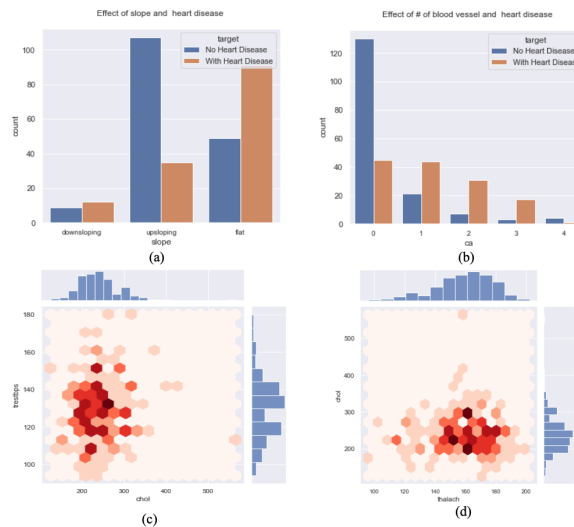 Effect of slope and heart disease
target
No Heart Disease
With Heart Disease
100
80
60
40
20
0
count
downsloping
upsloping
flat
slope
(a)
Effect of # of blood vessel and heart disease
target
No Heart Disease
With Heart Disease
120
100
80
60
40
20
0
count
0
1
2
3
4
ca
(b)
180
160
140
120
100
trestbps
200
300
400
500
chol
(c)
500
400
300
200
chol
100
120
140
160
180
200
thalach
(d)